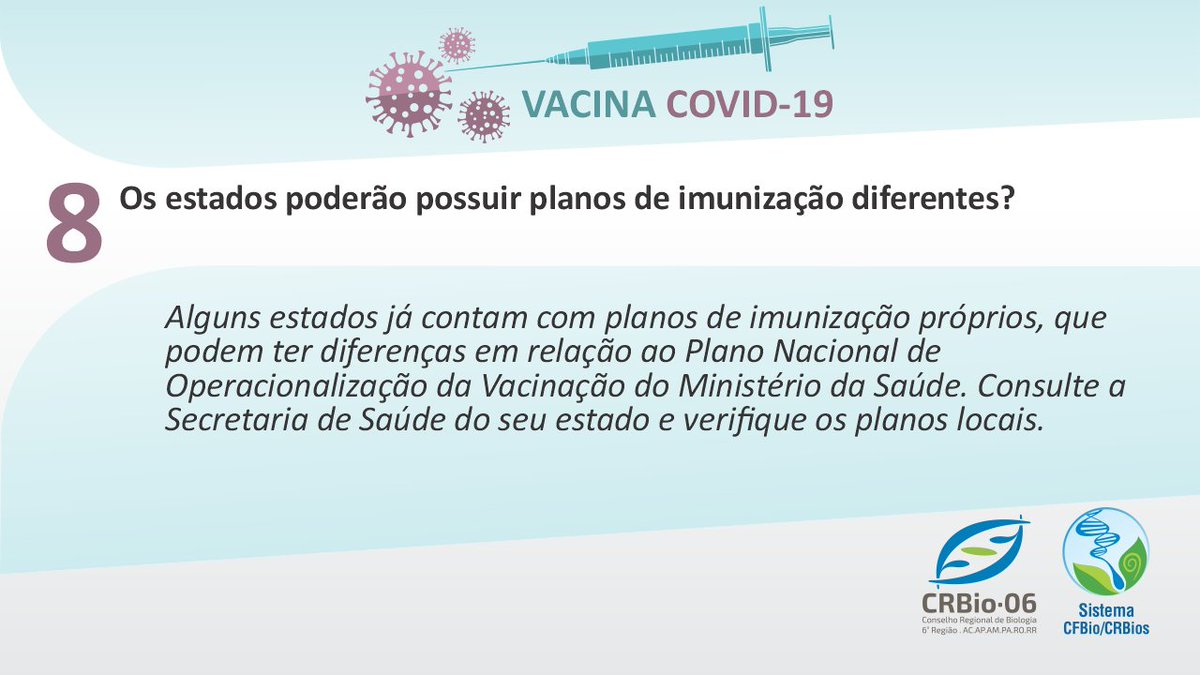 VACINA COVID-19
8
Os estados poderão possuir planos de imunização diferentes?
Alguns estados já contam com planos de imunização próprios, que
podem ter diferenças em relação ao Plano Nacional de
Operacionalização da Vacinação do Ministério da Saúde. Consulte a
Secretaria de Saúde do seu estado e verifique os planos locais.
CRBio·06
Conselho Regional de Biologia
6ª Região . AC.AP.AM.PA.RO.RR
Sistema
CFBio/CRBios